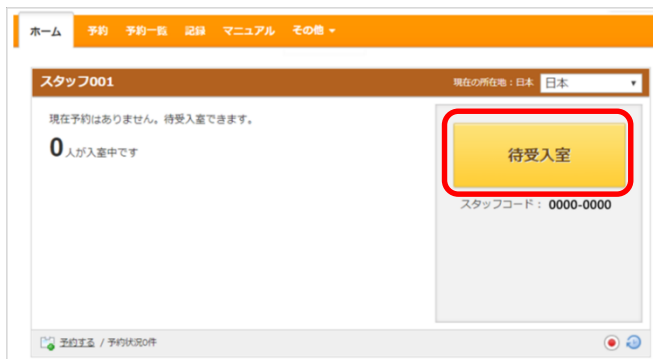 ホーム 予約 予約一覧 記録 マニュアル その他
スタッフ001 現在の所在地:日本 日本
現在予約はありません。待受入室できます。
0人が入室中です
待受入室
スタッフコード: 0000-0000
予約する / 予約状況0件